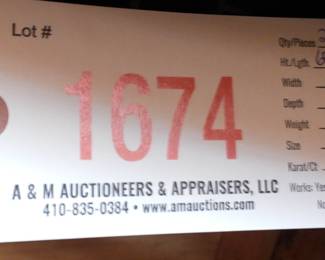 Lot #
Qty/Pieces
Ht./Lgth.
1674
Width
Depth
Weight
Size
Karat/Ct
A & M AUCTIONEERS & APPRAISERS, LLC
Works: Yes
410-835-0384 • www.amauctions.com
No